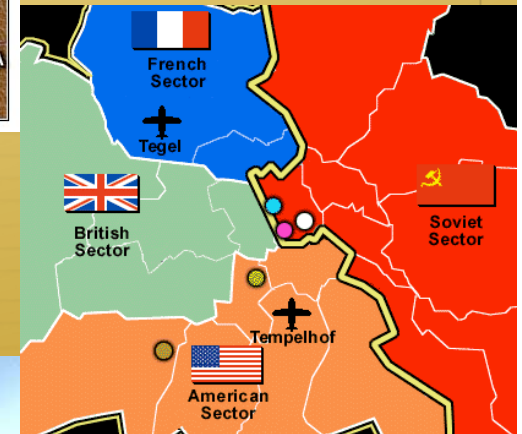 French
Sector
Tegel
British
Sector
Soviet
Sector
Tempelhof
American
Sector